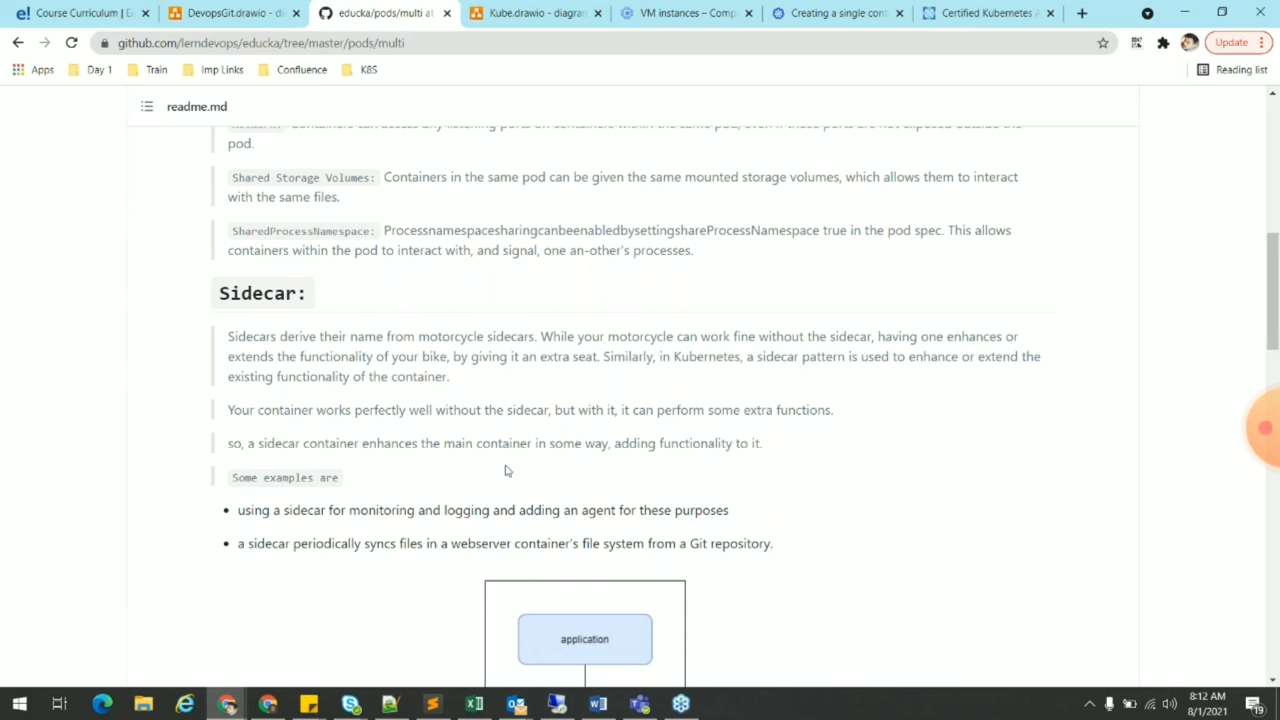 Course Curriculum | E
DevopsGit.drawio - di
educka/pods/multi at
Kube.drawio - diagram
VM instances – Comp
Creating a single cont
Certified Kubernetes A
github.com/lerndevops/educka/tree/master/pods/multi
Update
Apps
Day 1
Train
Imp Links
Confluence
K8S
Reading list
readme.md
pod.
Shared Storage Volumes: Containers in the same pod can be given the same mounted storage volumes, which allows them to interact
with the same files.
SharedProcessNamespace: ProcessnamespacesharingcanbeenabledbysettingshareProcessNamespace true in the pod spec. This allows
containers within the pod to interact with, and signal, one an-other's processes.
Sidecar:
Sidecars derive their name from motorcycle sidecars. While your motorcycle can work fine without the sidecar, having one enhances or
extends the functionality of your bike, by giving it an extra seat. Similarly, in Kubernetes, a sidecar pattern is used to enhance or extend the
existing functionality of the container.
Your container works perfectly well without the sidecar, but with it, it can perform some extra functions.
so, a sidecar container enhances the main container in some way, adding functionality to it.
Some examples are
• using a sidecar for monitoring and logging and adding an agent for these purposes
• a sidecar periodically syncs files in a webserver container's file system from a Git repository.
application
8:12 AM
8/1/2021
19